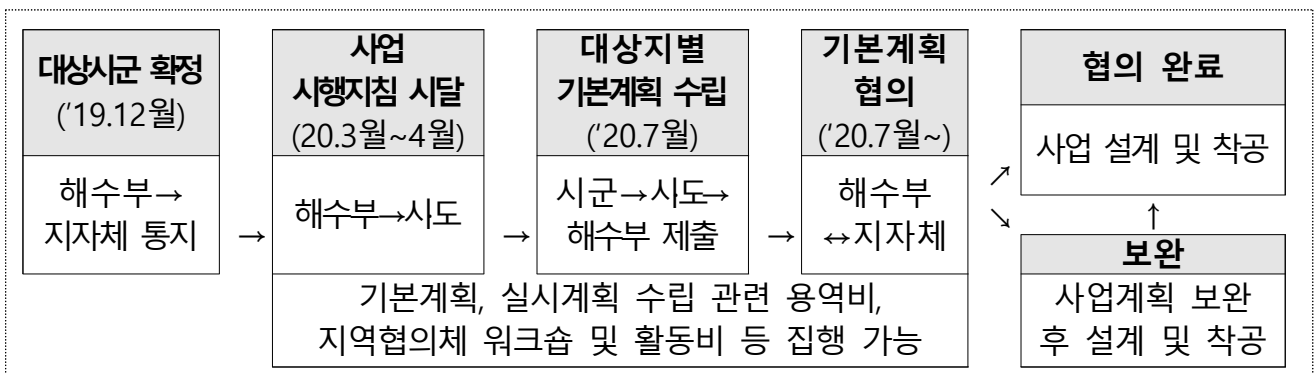 대상시군 확정
('19.12월)
해수부→
지자체 통지
→
사업
시행지침 시달
(20.3월~4월)
해수부→시도
→
대상지별
기본계획 수립
('20.7월)
시군→시도→
해수부 제출
→
기본계획
협의
('20.7월~)
해수부
↔지자체
기본계획, 실시계획 수립 관련 용역비,
지역협의체 워크숍 및 활동비 등 집행 가능
↗
↘
협의 완료
사업 설계 및 착공
↑
보완
사업계획 보완
후 설계 및 착공